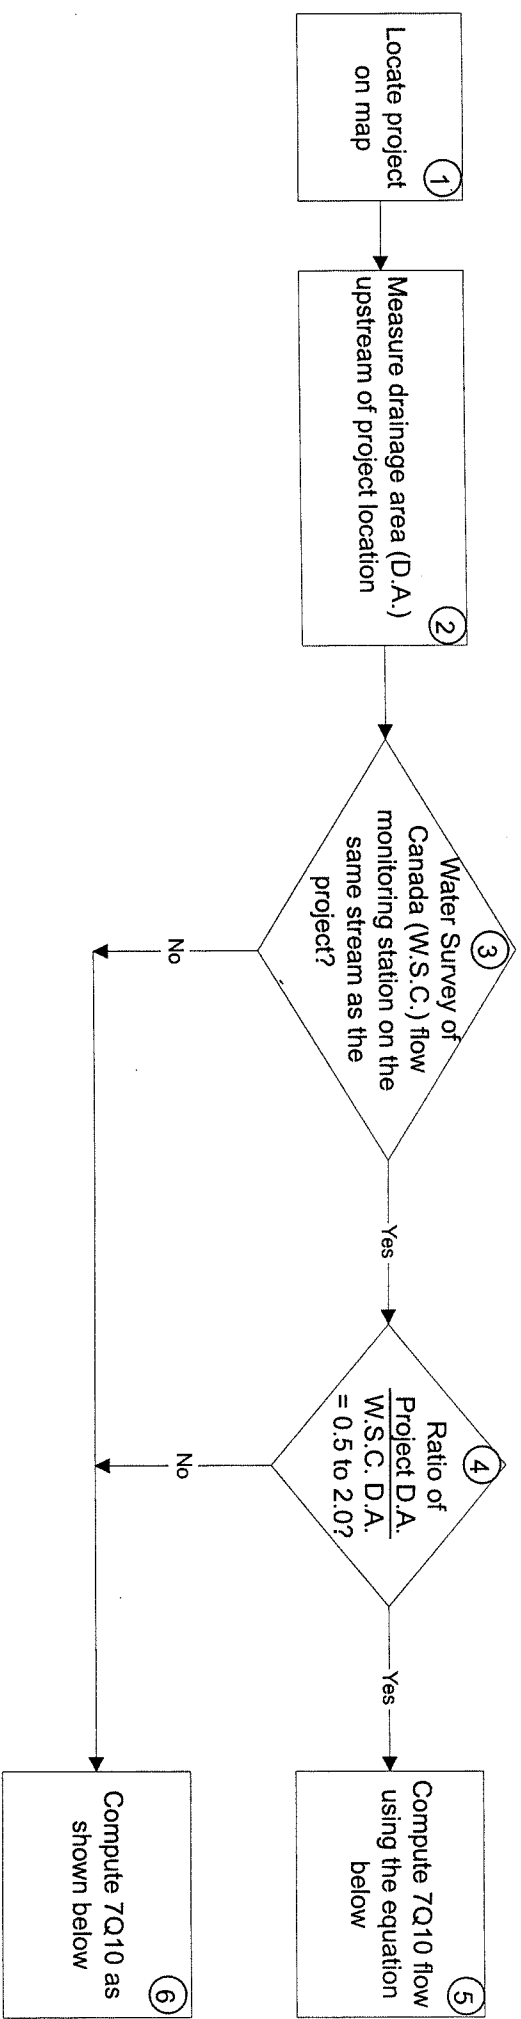 1
Locate project
on map
2
Measure drainage area (D.A.)
upstream of project location
3
Water Survey of
Canada (W.S.C.) flow
monitoring station on the
same stream as the
project?
No
Yes
4
Ratio of
Project D.A.
W.S.C. D.A.
= 0.5 to 2.0?
No
Yes
5
Compute 7Q10 flow
using the equation
below
6
Compute 7Q10 as
shown below